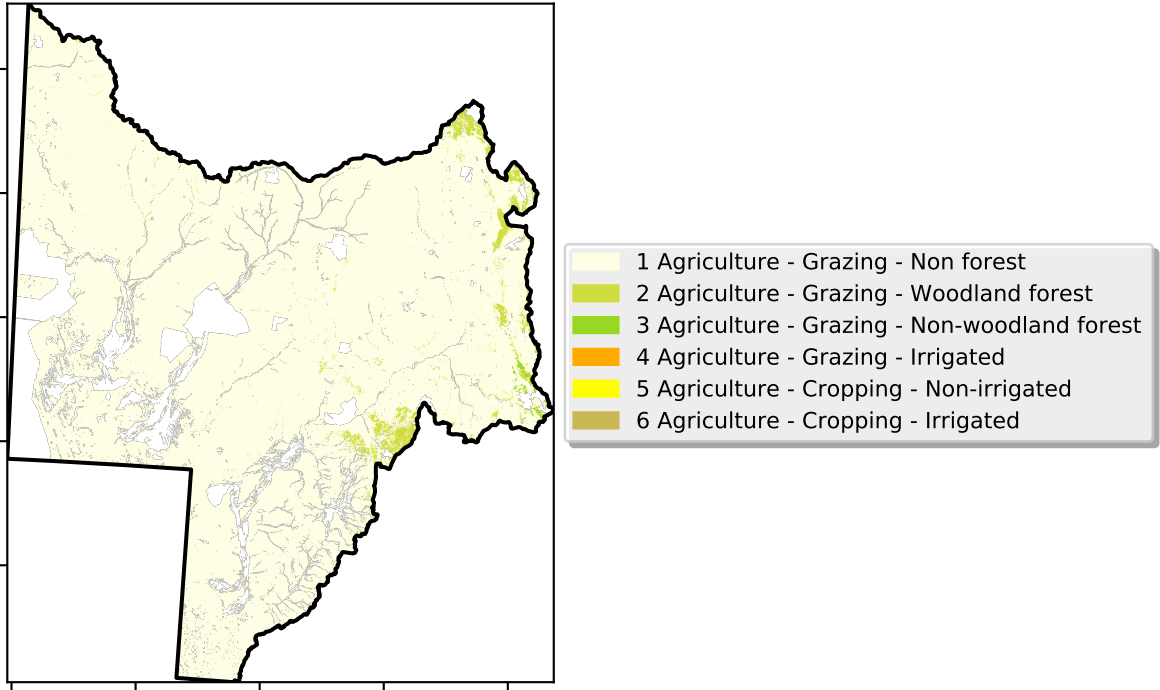 1 Agriculture - Grazing - Non forest
2 Agriculture - Grazing - Woodland forest
3 Agriculture - Grazing - Non-woodland forest
4 Agriculture - Grazing - Irrigated
5 Agriculture - Cropping - Non-irrigated
6 Agriculture - Cropping - Irrigated